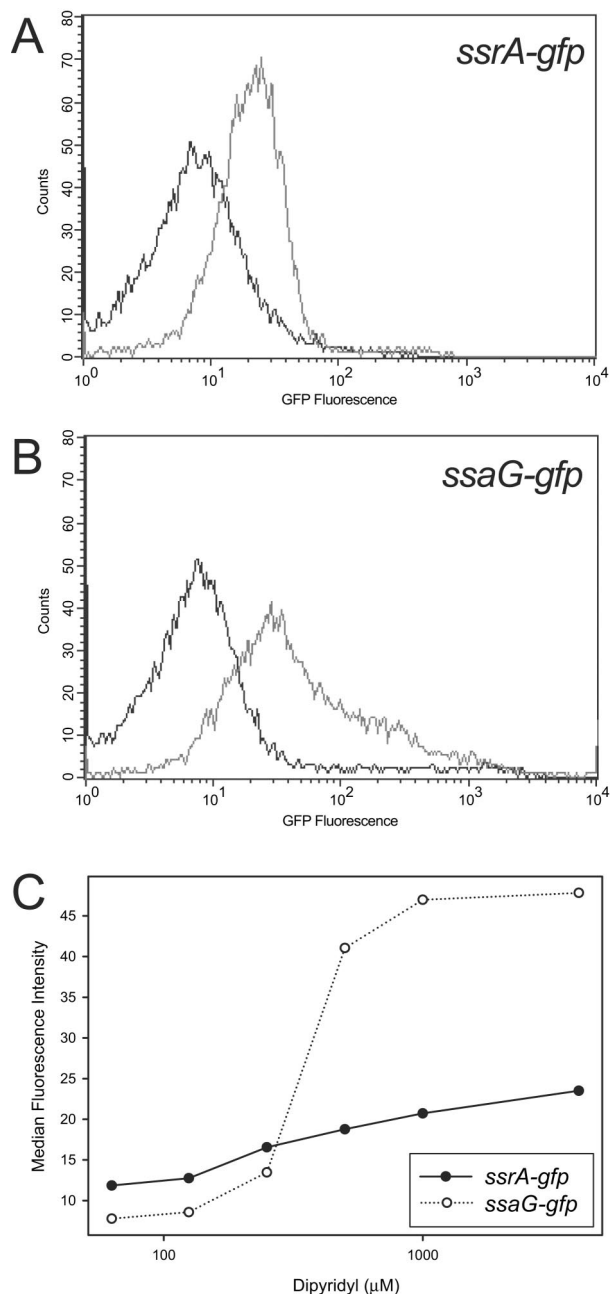 A
ssrA-gfp
80
70
60
50
40
30
20
10
0
Counts
10⁰ 10¹ 10² 10³ 10⁴
GFP Fluorescence
B
ssaG-gfp
80
70
60
50
40
30
20
10
0
Counts
10⁰ 10¹ 10² 10³ 10⁴
GFP Fluorescence
C
45
40
35
30
25
20
15
10
Median Fluorescence Intensity
ssrA-gfp
ssaG-gfp
100 1000
Dipyridyl (μM)